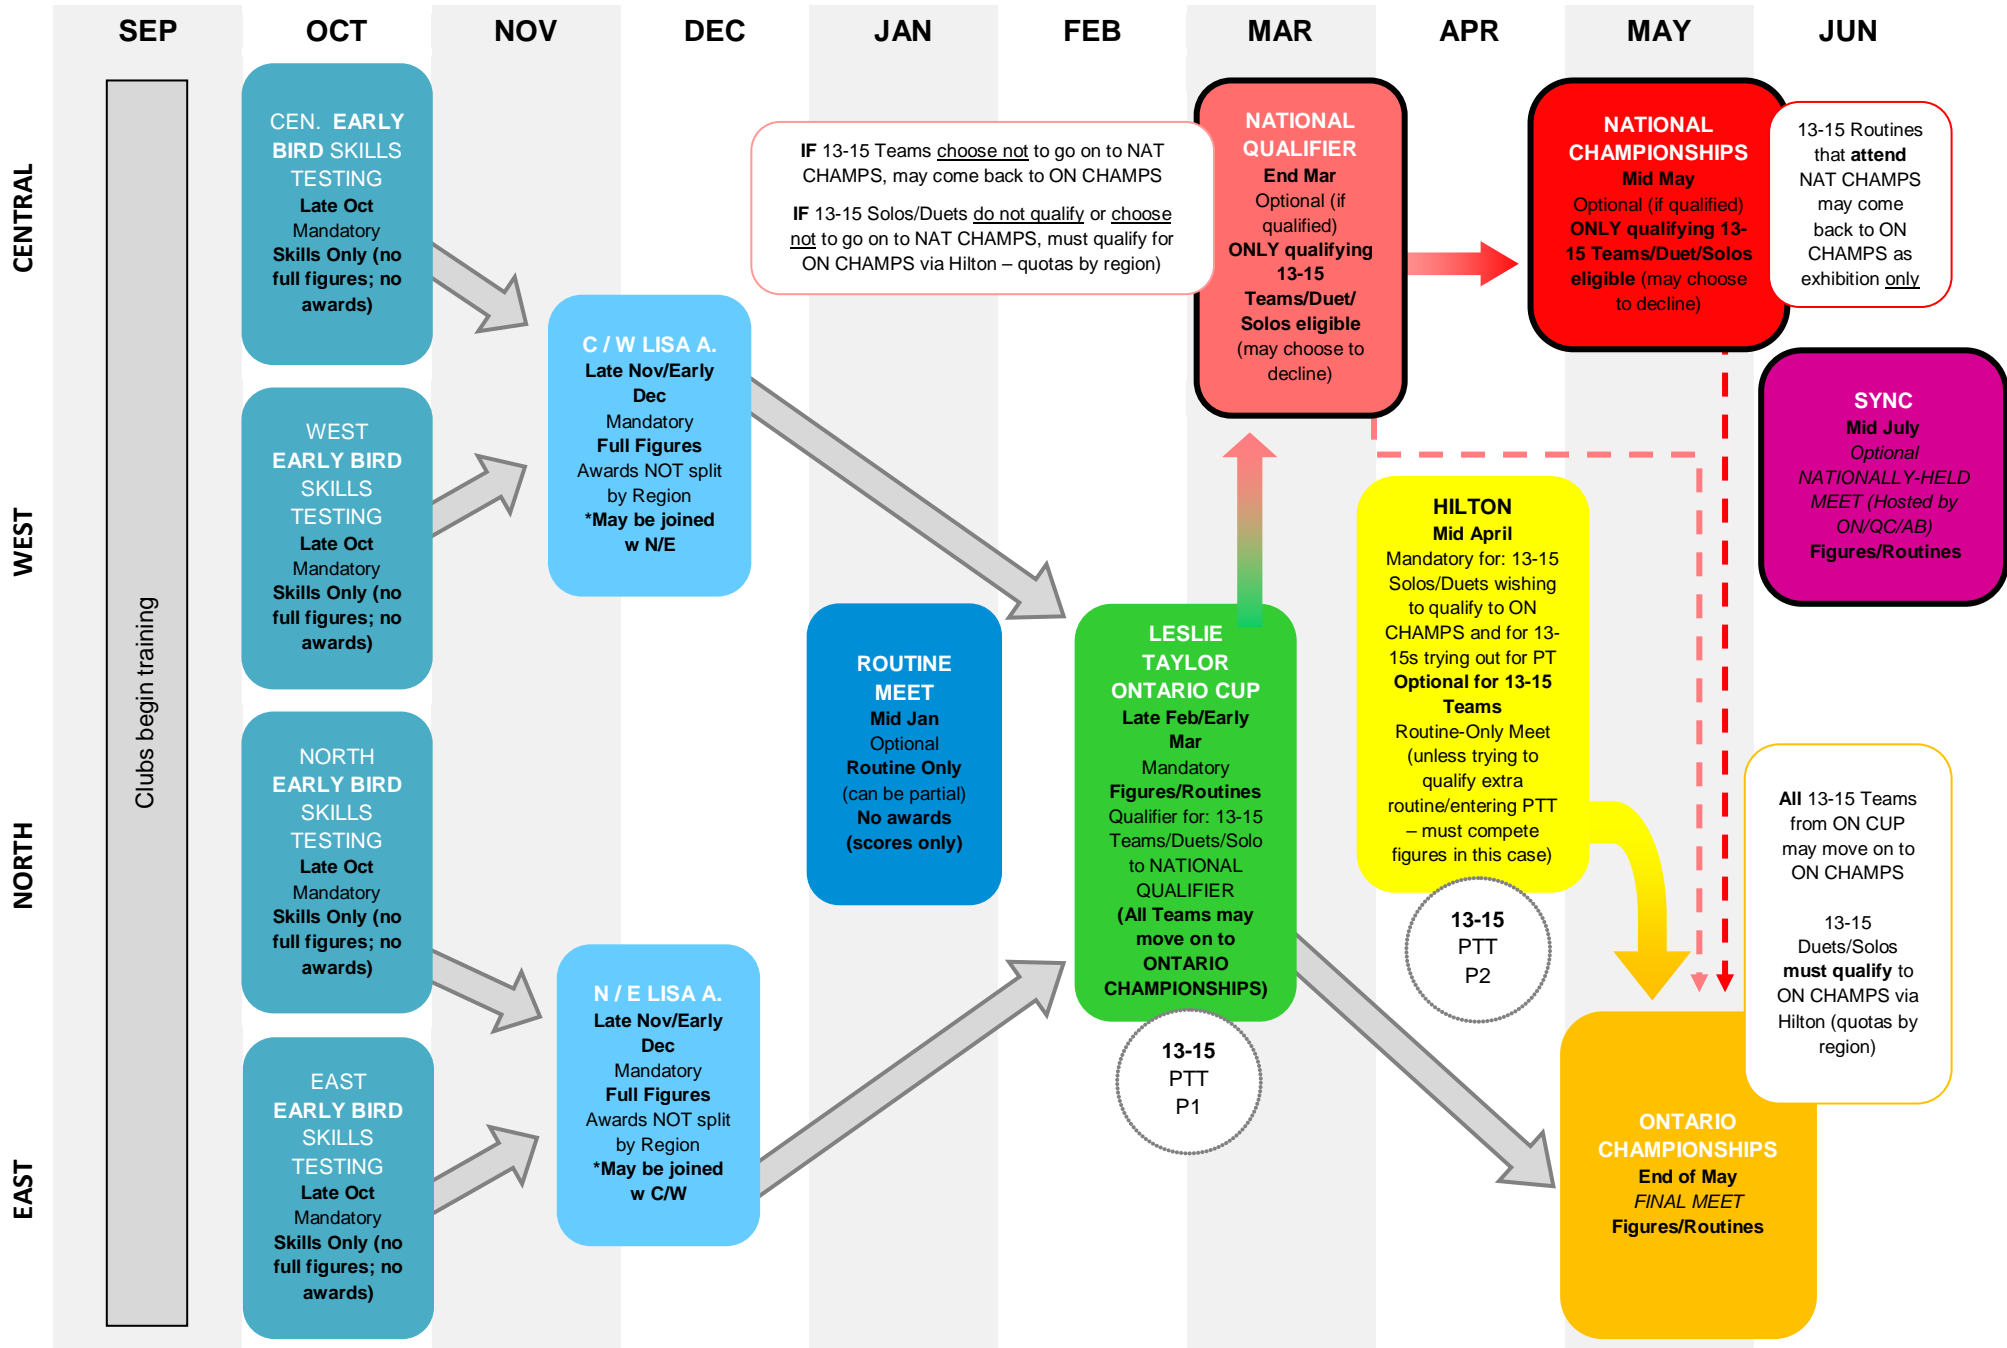 SEP OCT NOV DEC JAN FEB MAR APR MAY JUN
CENTRAL
WEST
NORTH
EAST
Clubs begin training
CEN. EARLY
BIRD SKILLS
TESTING
Late Oct
Mandatory
Skills Only (no
full figures; no
awards)
WEST
EARLY BIRD
SKILLS
TESTING
Late Oct
Mandatory
Skills Only (no
full figures; no
awards)
NORTH
EARLY BIRD
SKILLS
TESTING
Late Oct
Mandatory
Skills Only (no
full figures; no
awards)
EAST
EARLY BIRD
SKILLS
TESTING
Late Oct
Mandatory
Skills Only (no
full figures; no
awards)
C / W LISA A.
Late Nov/Early
Dec
Mandatory
Full Figures
Awards NOT split
by Region
*May be joined
w N/E
N / E LISA A.
Late Nov/Early
Dec
Mandatory
Full Figures
Awards NOT split
by Region
*May be joined
w C/W
ROUTINE
MEET
Mid Jan
Optional
Routine Only
(can be partial)
No awards
(scores only)
IF 13-15 Teams choose not to go on to NAT
CHAMPS, may come back to ON CHAMPS
IF 13-15 Solos/Duets do not qualify or choose
not to go on to NAT CHAMPS, must qualify for
ON CHAMPS via Hilton – quotas by region)
LESLIE
TAYLOR
ONTARIO CUP
Late Feb/Early
Mar
Mandatory
Figures/Routines
Qualifier for: 13-15
Teams/Duets/Solo
to NATIONAL
QUALIFIER
(All Teams may
move on to
ONTARIO
CHAMPIONSHIPS)
13-15
PTT
P1
NATIONAL
QUALIFIER
End Mar
Optional (if
qualified)
ONLY qualifying
13-15
Teams/Duet/
Solos eligible
(may choose to
decline)
HILTON
Mid April
Mandatory for: 13-15
Solos/Duets wishing
to qualify to ON
CHAMPS and for 13-
15s trying out for PT
Optional for 13-15
Teams
Routine-Only Meet
(unless trying to
qualify extra
routine/entering PTT
– must compete
figures in this case)
13-15
PTT
P2
NATIONAL
CHAMPIONSHIPS
Mid May
Optional (if qualified)
ONLY qualifying 13-
15 Teams/Duet/Solos
eligible (may choose
to decline)
13-15 Routines
that attend
NAT CHAMPS
may come
back to ON
CHAMPS as
exhibition only
SYNC
Mid July
Optional
NATIONALLY-HELD
MEET (Hosted by
ON/QC/AB)
Figures/Routines
All 13-15 Teams
from ON CUP
may move on to
ON CHAMPS
13-15
Duets/Solos
must qualify to
ON CHAMPS via
Hilton (quotas by
region)
ONTARIO
CHAMPIONSHIPS
End of May
FINAL MEET
Figures/Routines